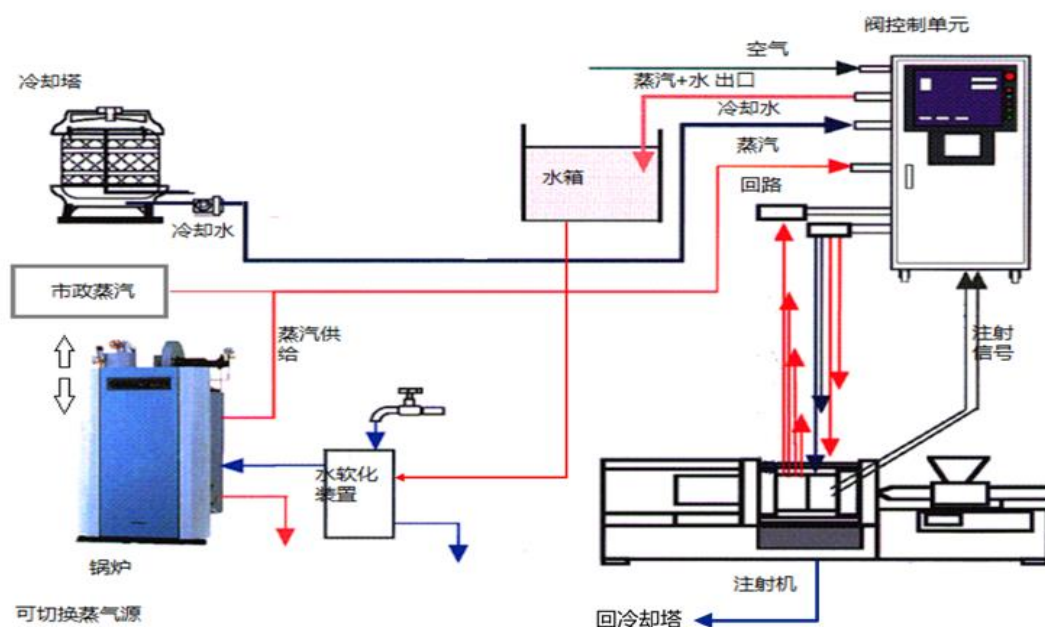 阀控制单元
空气
冷却塔
蒸汽+水 出口
冷却水
蒸汽
水箱
回路
冷却水
市政蒸汽
蒸汽供
给
注射
信号
水软化
装置
锅炉
注射机
可切换蒸气源
回冷却塔